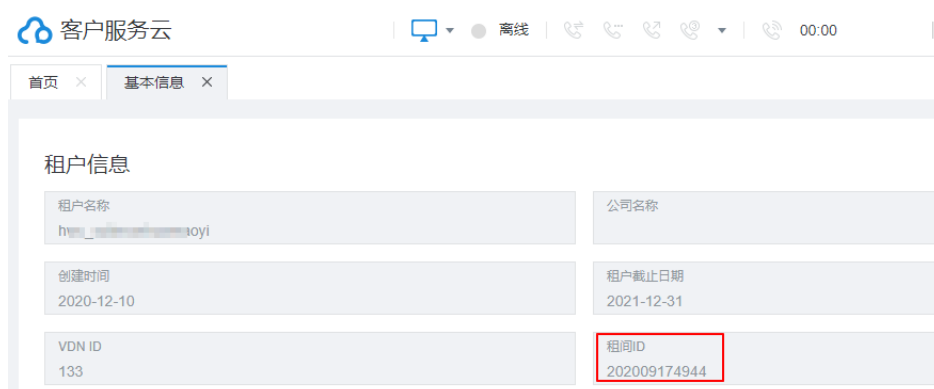 客户服务云
离线
00:00
首页
基本信息
租户信息
租户名称
公司名称
创建时间
2020-12-10
租户截止日期
2021-12-31
VDN ID
133
租间ID
202009174944